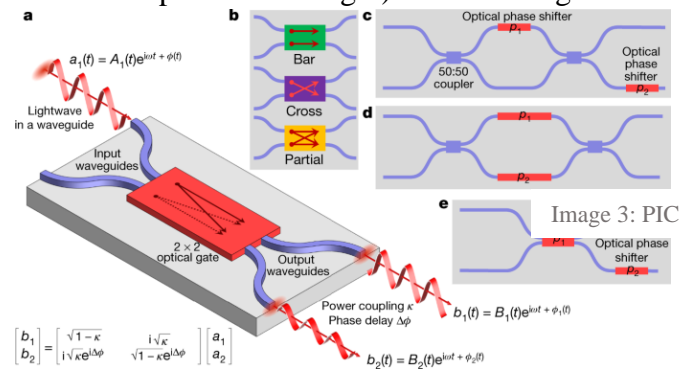 a
a₁(t) = A₁(t)e^{iωt + ϕ(t)}
Lightwave
in a waveguide
Input
waveguides
2 × 2
optical gate
Output
waveguides
Power coupling κ
Phase delay Δϕ
b₁(t) = B₁(t)e^{iωt + ϕ₁(t)}
b₂(t) = B₂(t)e^{iωt + ϕ₂(t)}
[b₁ b₂] = [√1 − κ i√κ
i√κe^{iΔϕ} √1 − κe^{iΔϕ}] [a₁ a₂]
b
Bar
Cross
Partial
c
Optical phase shifter
p₁
50:50
coupler
Optical
phase
shifter
p₂
d
p₁
p₂
e
Image 3: PIC
p₁
Optical phase
shifter
p₂